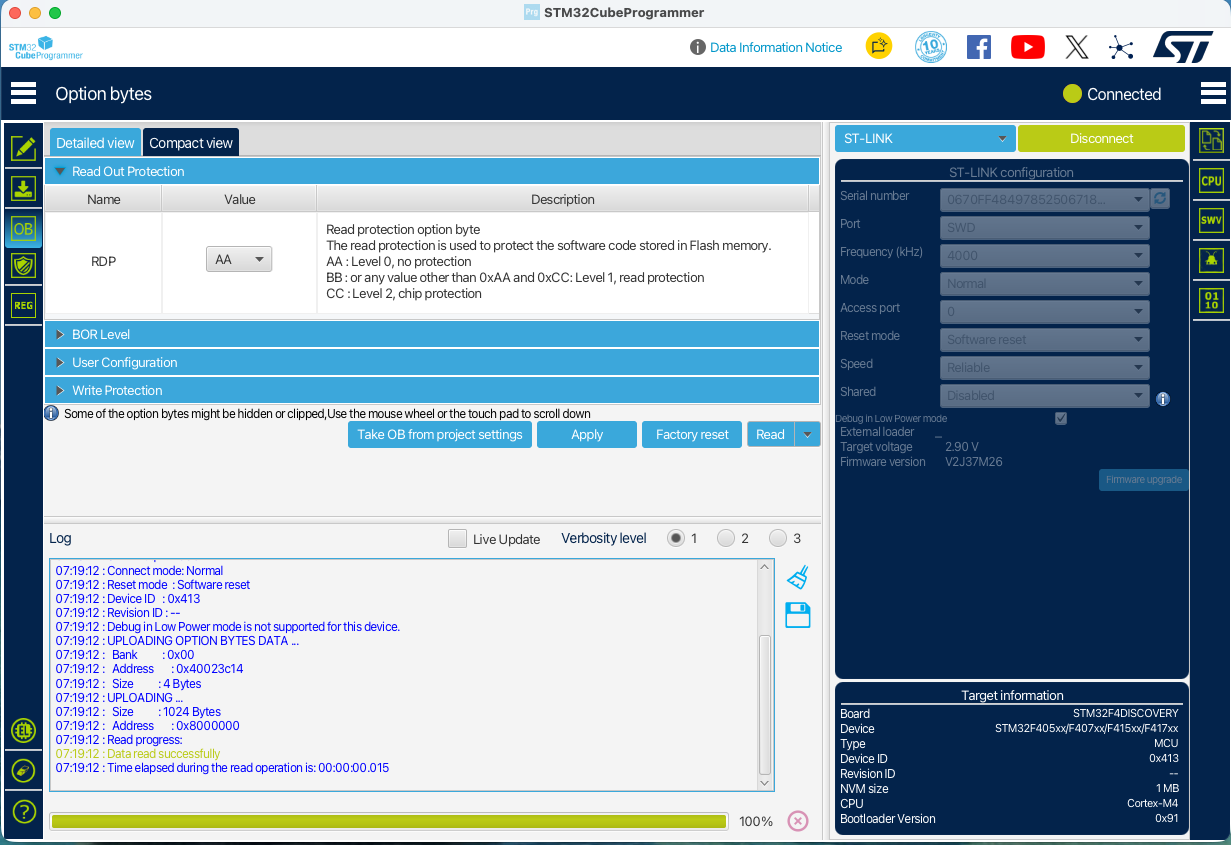 Prg STM32CubeProgrammer
STM32
CubeProgrammer
Data Information Notice
10 YEARS
ST
Option bytes
Connected
Detailed view Compact view
ST-LINK Disconnect
Read Out Protection
Name Value Description
RDP
AA
Read protection option byte
The read protection is used to protect the software code stored in Flash memory.
AA : Level 0, no protection
BB : or any value other than 0xAA and 0xCC: Level 1, read protection
CC : Level 2, chip protection
BOR Level
User Configuration
Write Protection
Some of the option bytes might be hidden or clipped,Use the mouse wheel or the touch pad to scroll down
Take OB from project settings Apply Factory reset Read
OB
REG
Log
Live Update Verbosity level 1 2 3
07:19:12 : Connect mode: Normal
07:19:12 : Reset mode : Software reset
07:19:12 : Device ID : 0x413
07:19:12 : Revision ID : --
07:19:12 : Debug in Low Power mode is not supported for this device.
07:19:12 : UPLOADING OPTION BYTES DATA ...
07:19:12 : Bank : 0x00
07:19:12 : Address : 0x40023c14
07:19:12 : Size : 4 Bytes
07:19:12 : UPLOADING ...
07:19:12 : Size : 1024 Bytes
07:19:12 : Address : 0x8000000
07:19:12 : Read progress:
07:19:12 : Data read successfully
07:19:12 : Time elapsed during the read operation is: 00:00:00.015
100%
ST-LINK configuration
Serial number 0670FF48497852506718...
Port SWD
Frequency (kHz) 4000
Mode Normal
Access port 0
Reset mode Software reset
Speed Reliable
Shared Disabled
Debug in Low Power mode
External loader _
Target voltage 2.90 V
Firmware version V2J37M26
Firmware upgrade
Target information
Board STM32F4DISCOVERY
Device STM32F405xx/F407xx/F415xx/F417xx
Type MCU
Device ID 0x413
Revision ID --
NVM size 1 MB
CPU Cortex-M4
Bootloader Version 0x91
CPU
SWV
01
10